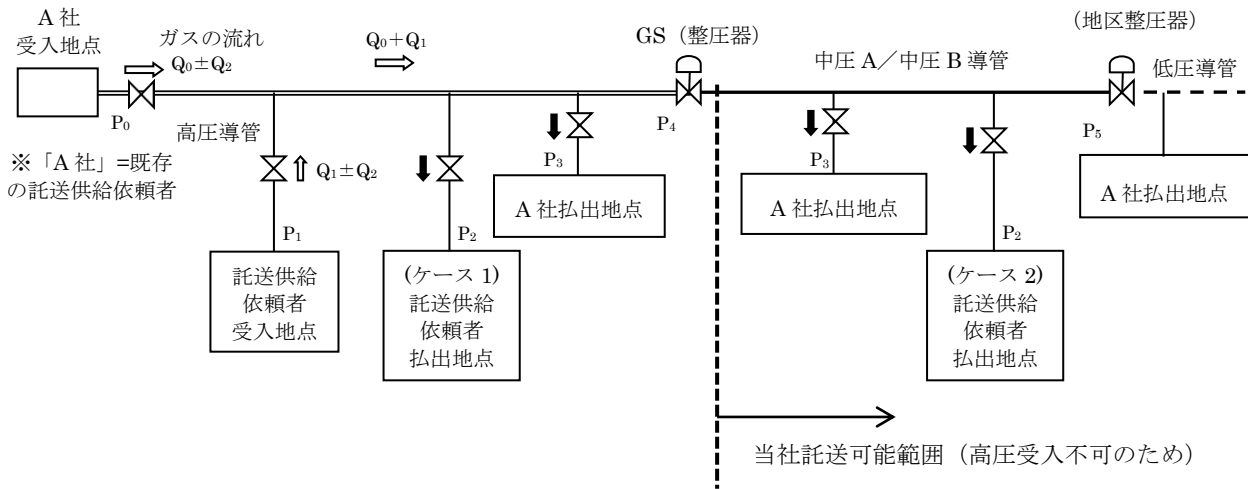 A 社
受入地点
ガスの流れ
Q₀±Q₂
Q₀+Q₁
GS（整圧器）
（地区整圧器）
中圧 A／中圧 B 導管
低圧導管
P₀
高圧導管
P₄
P₅
※「A 社」=既存
の託送供給依頼者
Q₁±Q₂
P₃
A 社払出地点
P₃
A 社払出地点
A 社払出地点
P₁
託送供給
依頼者
受入地点
P₂
(ケース 1)
託送供給
依頼者
払出地点
P₂
(ケース 2)
託送供給
依頼者
払出地点
当社託送可能範囲（高圧受入不可のため）